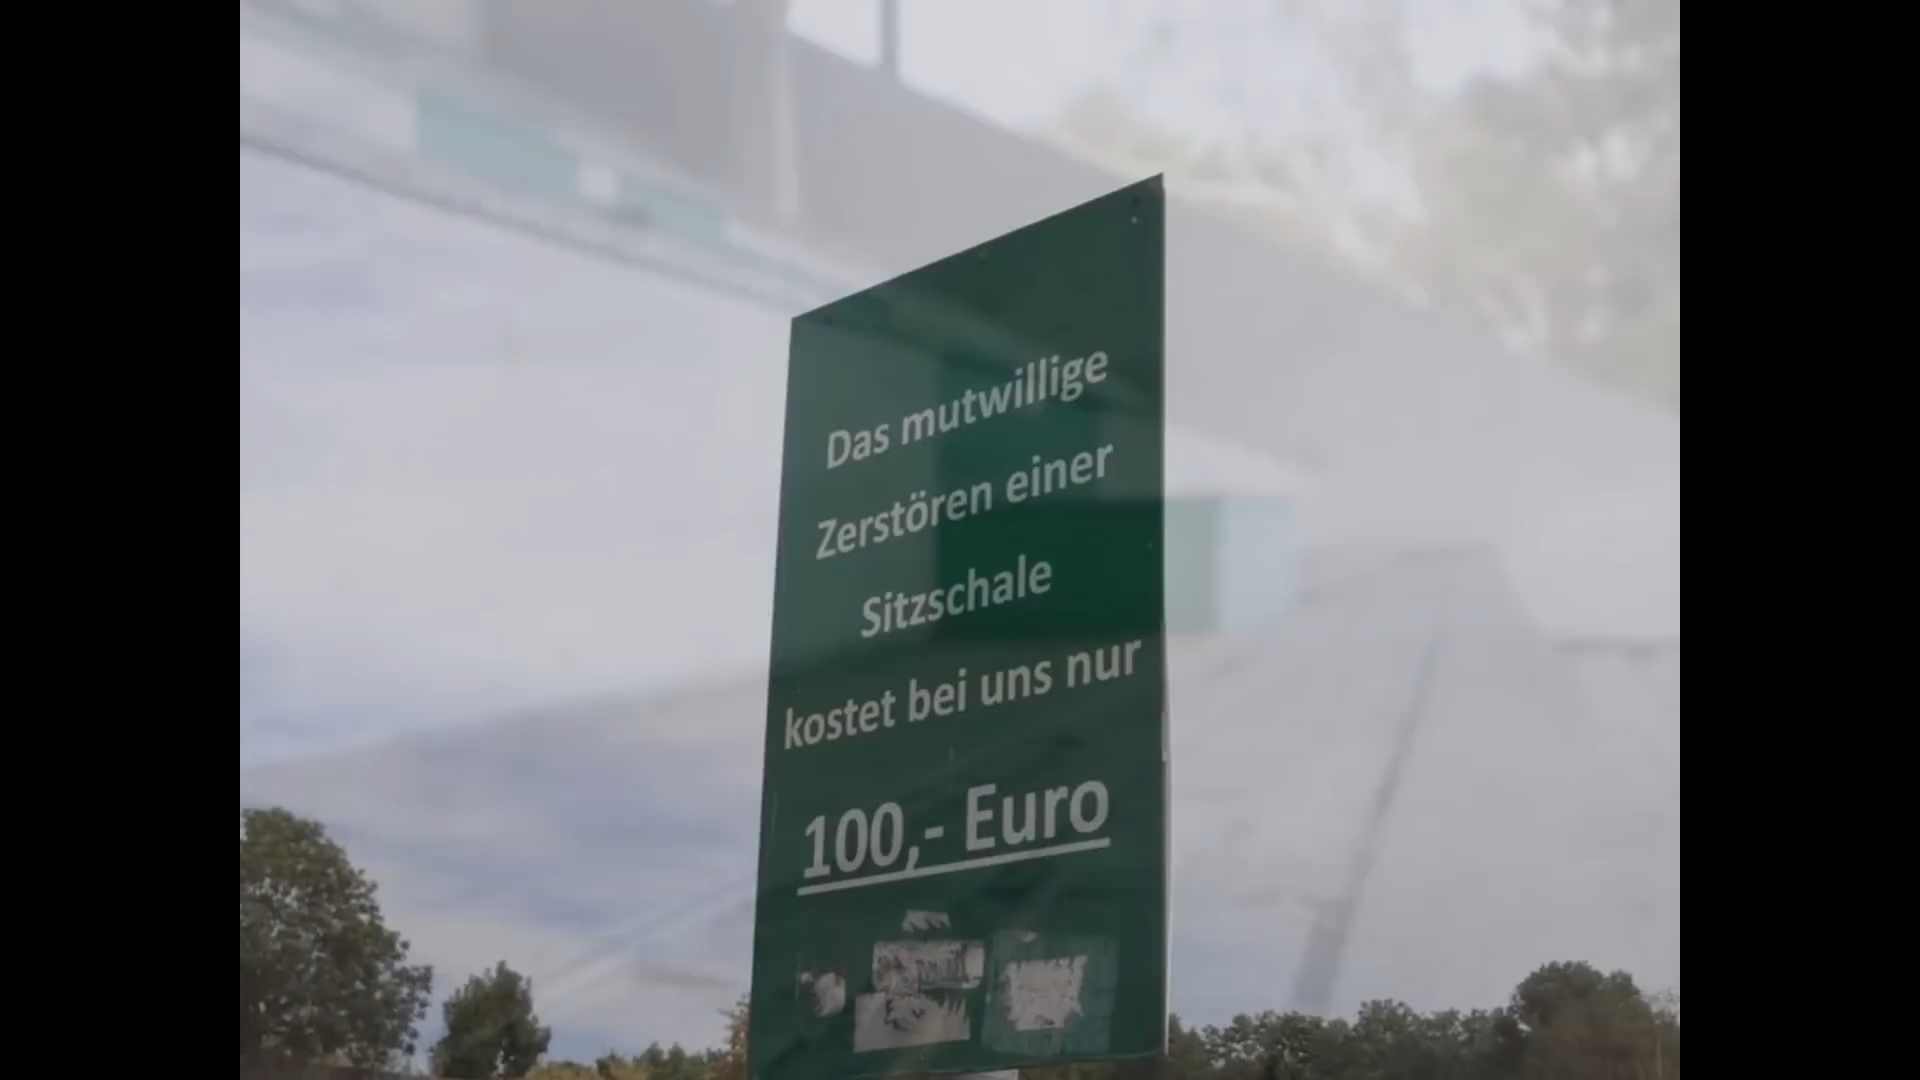 Das mutwillige
Zerstören einer
Sitzschale
kostet bei uns nur
100,- Euro